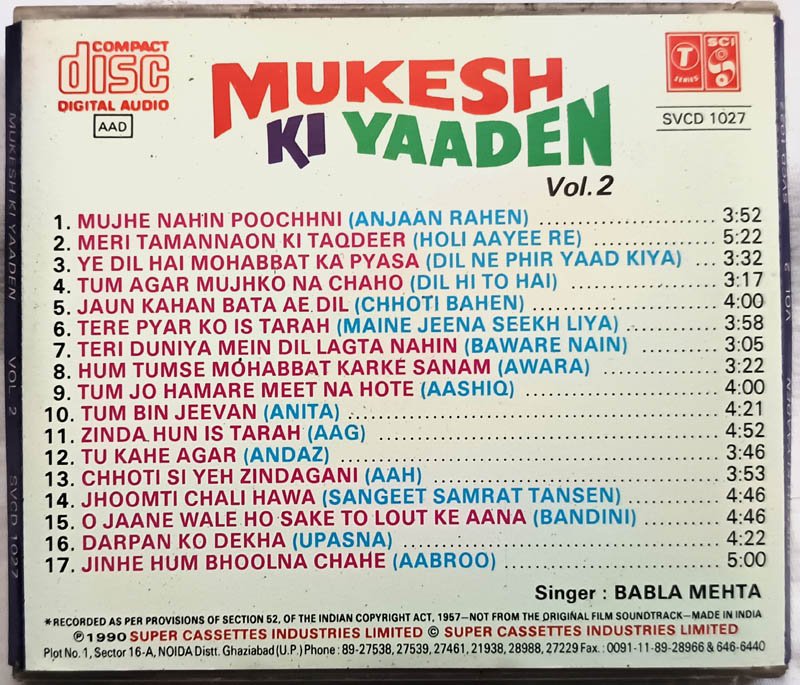 COMPACT
disc
DIGITAL AUDIO
AAD
MUKESH
KI YAADEN
Vol.2
T
SERIES
SCI
SVCD 1027
1. MUJHE NAHIN POOCHHNI (ANJAAN RAHEN) 3:52
2. MERI TAMANNAON KI TAQDEER (HOLI AAYEE RE) 5:22
3. YE DIL HAI MOHABBAT KA PYASA (DIL NE PHIR YAAD KIYA) 3:32
4. TUM AGAR MUJHKO NA CHAHO (DIL HI TO HAI) 3:17
5. JAUN KAHAN BATA AE DIL (CHHOTI BAHEN) 4:00
6. TERE PYAR KO IS TARAH (MAINE JEENA SEEKH LIYA) 3:58
7. TERI DUNIYA MEIN DIL LAGTA NAHIN (BAWARE NAIN) 3:05
8. HUM TUMSE MOHABBAT KARKE SANAM (AWARA) 3:22
9. TUM JO HAMARE MEET NA HOTE (AASHIQ) 4:00
10. TUM BIN JEEVAN (ANITA) 4:21
11. ZINDA HUN IS TARAH (AAG) 4:52
12. TU KAHE AGAR (ANDAZ) 3:46
13. CHHOTI SI YEH ZINDAGANI (AAH) 3:53
14. JHOOMTI CHALI HAWA (SANGEET SAMRAT TANSEN) 4:46
15. O JAANE WALE HO SAKE TO LOUT KE AANA (BANDINI) 4:46
16. DARPAN KO DEKHA (UPASNA) 4:22
17. JINHE HUM BHOOLNA CHAHE (AABROO) 5:00
Singer : BABLA MEHTA
*RECORDED AS PER PROVISIONS OF SECTION 52, OF THE INDIAN COPYRIGHT ACT, 1957—NOT FROM THE ORIGINAL FILM SOUNDTRACK—MADE IN INDIA
℗ 1990 SUPER CASSETTES INDUSTRIES LIMITED © SUPER CASSETTES INDUSTRIES LIMITED
Plot No. 1, Sector 16-A, NOIDA Distt. Ghaziabad (U.P.) Phone : 89-27538, 27539, 27461, 21938, 28988, 27229 Fax.: 0091-11-89-28966 & 646-6440
MUKESH KI YAADEN VOL. 2 SVCD 1027